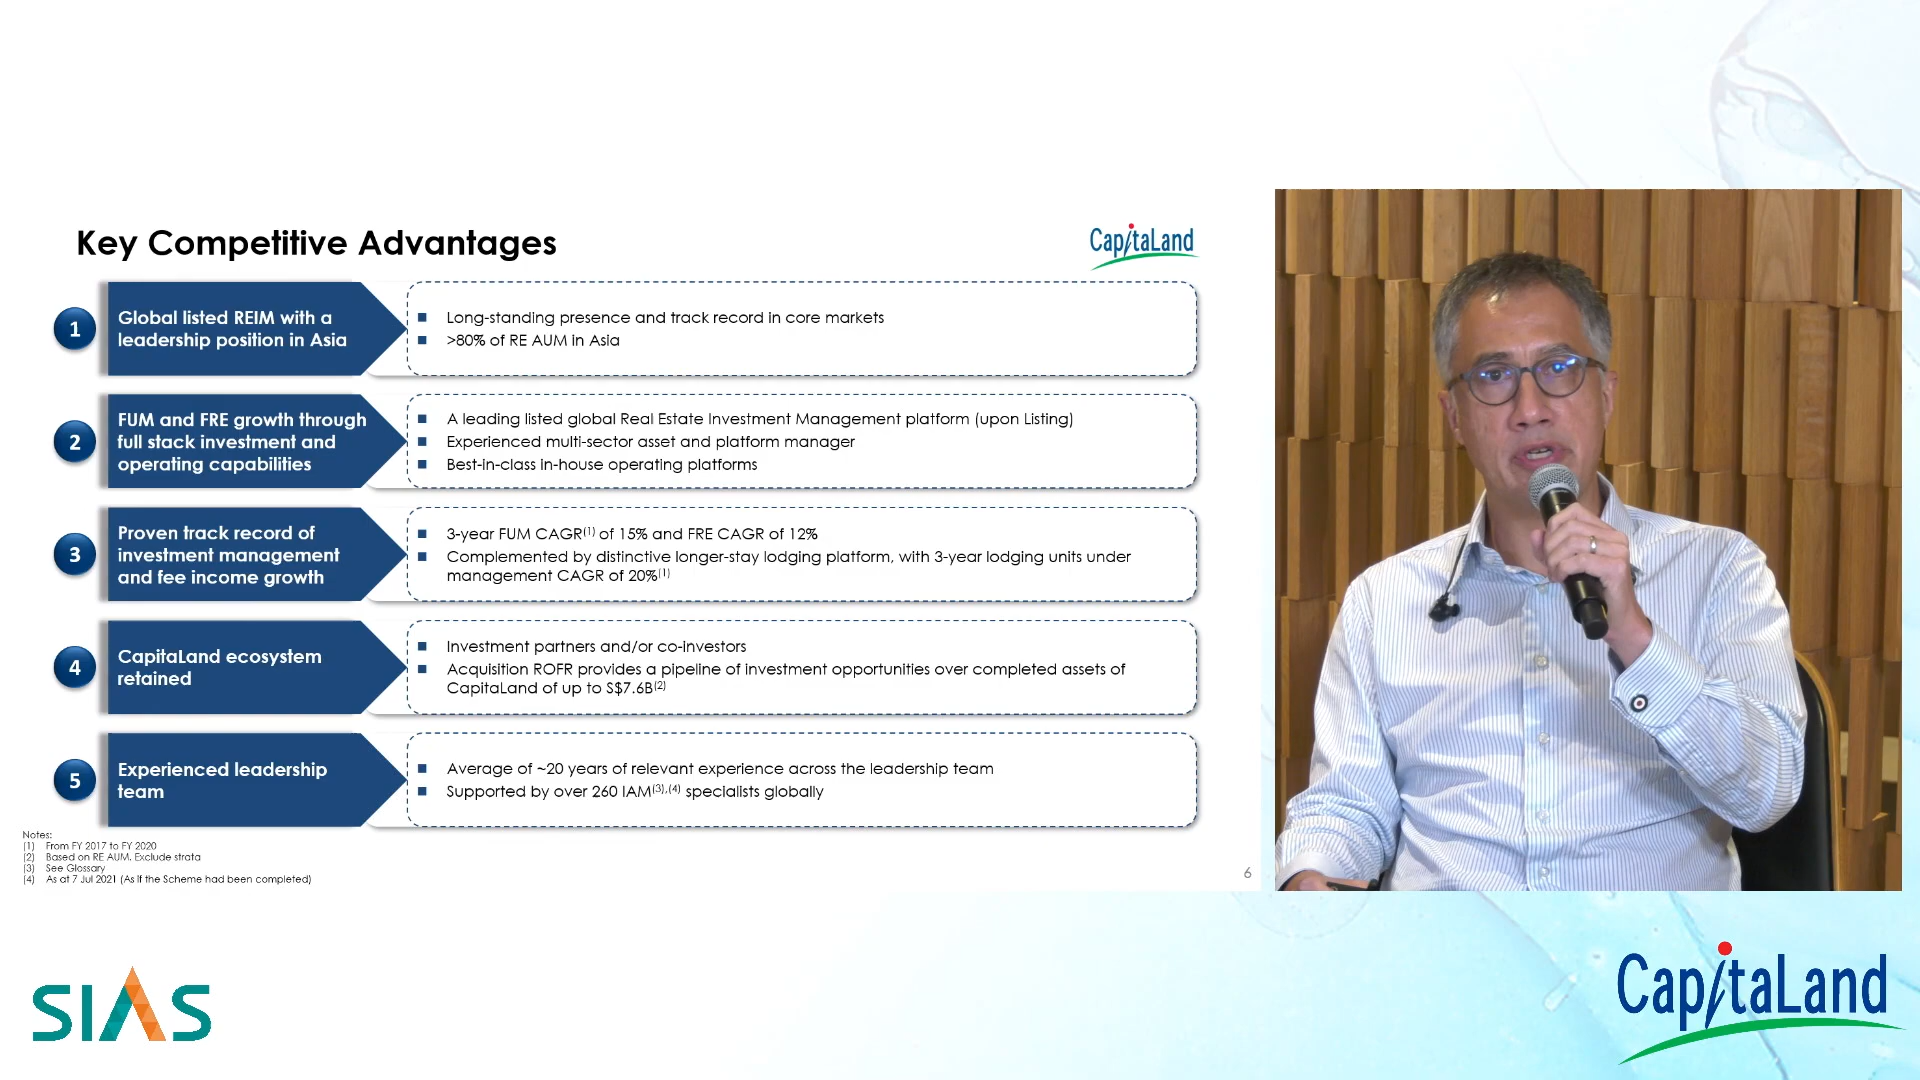 Key Competitive Advantages
CapitaLand
1
Global listed REIM with a
leadership position in Asia
■ Long-standing presence and track record in core markets
■ >80% of RE AUM in Asia
2
FUM and FRE growth through
full stack investment and
operating capabilities
■ A leading listed global Real Estate Investment Management platform (upon Listing)
■ Experienced multi-sector asset and platform manager
■ Best-in-class in-house operating platforms
3
Proven track record of
investment management
and fee income growth
■ 3-year FUM CAGR(1) of 15% and FRE CAGR of 12%
■ Complemented by distinctive longer-stay lodging platform, with 3-year lodging units under
management CAGR of 20%(1)
4
CapitaLand ecosystem
retained
■ Investment partners and/or co-investors
■ Acquisition ROFR provides a pipeline of investment opportunities over completed assets of
CapitaLand of up to S$7.6B(2)
5
Experienced leadership
team
■ Average of ~20 years of relevant experience across the leadership team
■ Supported by over 260 IAM(3),(4) specialists globally
Notes:
(1) From FY 2017 to FY 2020
(2) Based on RE AUM. Exclude strata
(3) See Glossary
(4) As at 7 Jul 2021 (As if the Scheme had been completed)
6
SIAS
CapitaLand